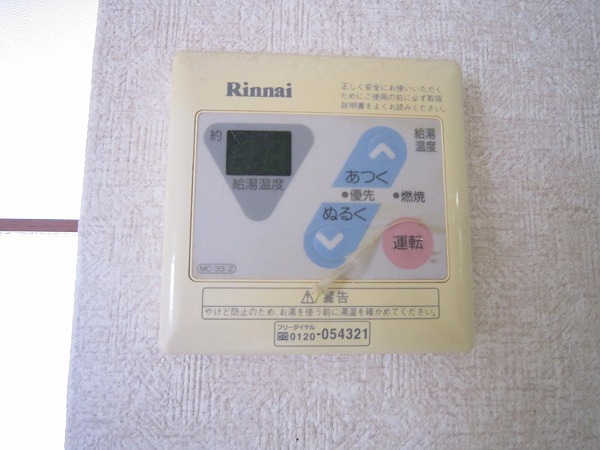 Rinnai
正しく安全にお使いいただく
ためにご使用の前に必ず取扱
説明書をよくお読みください。
約
給湯温度
給湯
温度
あつく
●優先 ●燃焼
ぬるく
運転
MC-33-2
警告
やけど防止のため、お湯を使う前に湯温を確かめてください。
フリーダイヤル
0120-054321